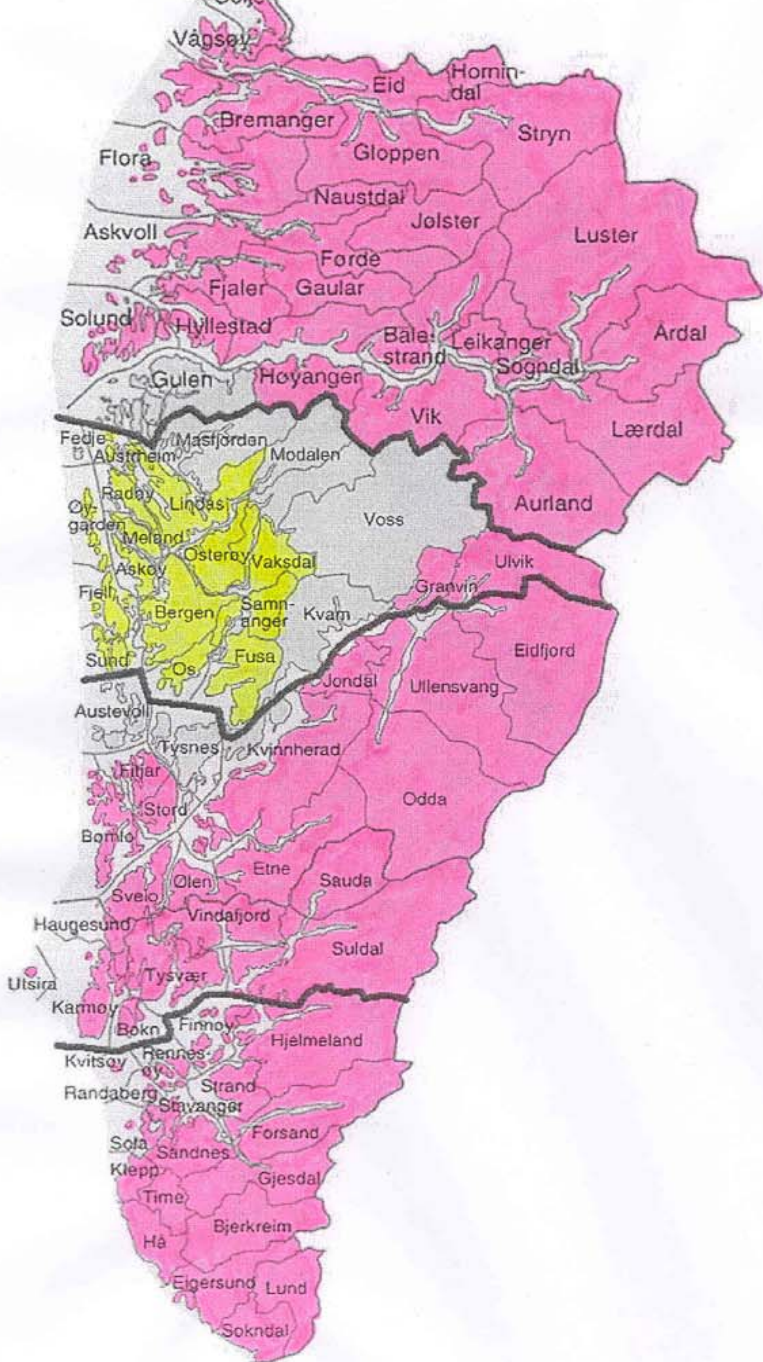 Vågsøy
Eid
Hornin-
dal
Bremanger
Stryn
Flora
Gloppen
Naustdal
Jølster
Askvoll
Luster
Førde
Fjaler
Gaular
Solund
Hyllestad
Bale-
strand
Leikanger
Årdal
Sogndal
Gulen
Høyanger
Vik
Lærdal
Fedje
Masfjorden
Austrheim
Modalen
Aurland
Radøy
Lindås
Øy-
garden
Voss
Meland
Osterøy
Vaksdal
Ulvik
Askøy
Granvin
Fjell
Samn-
anger
Bergen
Kvam
Eidfjord
Sund
Os
Fusa
Jondal
Ullensvang
Austevoll
Tysnes
Kvinnherad
Fitjar
Odda
Stord
Bømlo
Etne
Ølen
Sauda
Sveio
Haugesund
Vindafjord
Suldal
Utsira
Tysvær
Karmøy
Bokn
Finnøy
Hjelmeland
Kvitsøy
Rennes-
øy
Strand
Randaberg
Stavanger
Forsand
Sola
Sandnes
Klepp
Gjesdal
Time
Bjerkreim
Hå
Eigersund
Lund
Sokndal